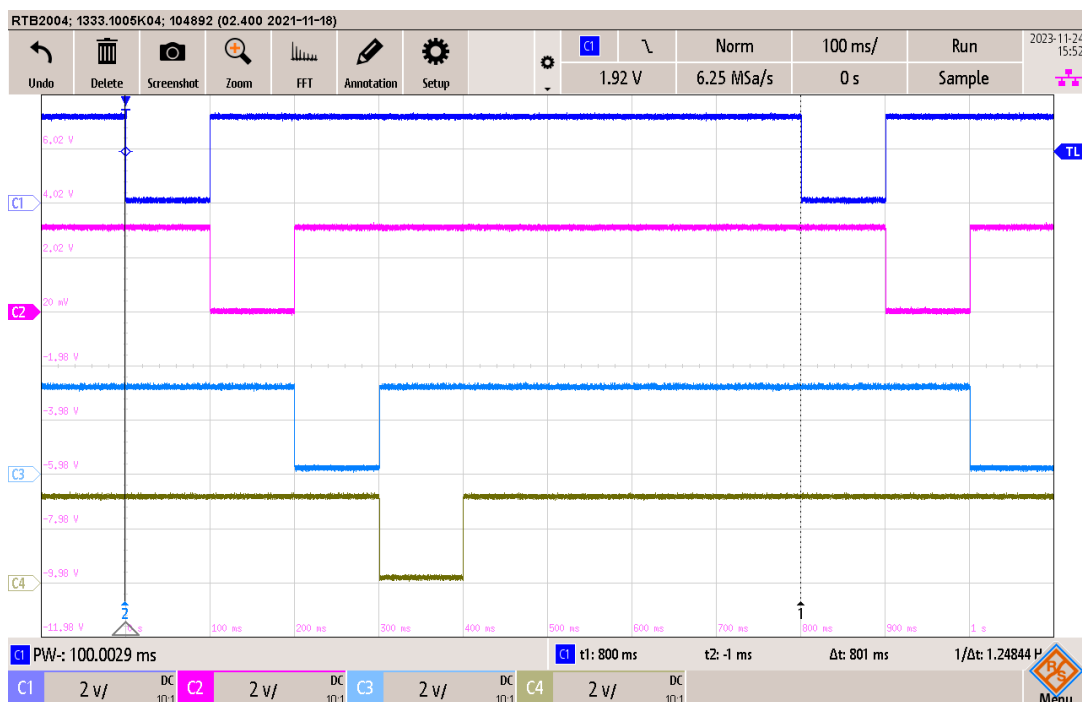 RTB2004; 1333.1005K04; 104892 (02.400 2021-11-18)
Undo Delete Screenshot Zoom FFT Annotation Setup
C1 Norm 100 ms/ Run
1.92 V 6.25 MSa/s 0 s Sample
2023-11-24
15:52
6.02 V
TL
4.02 V
C1
2.02 V
20 mV
C2
-1.98 V
-3.98 V
-5.98 V
C3
-7.98 V
-9.98 V
C4
2 1
-11.98 V 0 s 100 ms 200 ms 300 ms 400 ms 500 ms 600 ms 700 ms 800 ms 900 ms 1 s
C1 PW-: 100.0029 ms C1 t1: 800 ms t2: -1 ms Δt: 801 ms 1/Δt: 1.24844 H
C1 2 V/ DC 10:1 C2 2 V/ DC 10:1 C3 2 V/ DC 10:1 C4 2 V/ DC 10:1
R&S
Menu